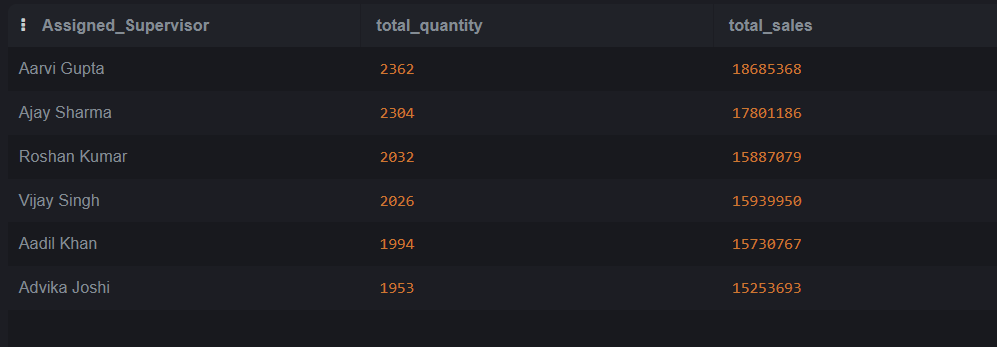 Assigned_Supervisor total_quantity total_sales
Aarvi Gupta 2362 18685368
Ajay Sharma 2304 17801186
Roshan Kumar 2032 15887079
Vijay Singh 2026 15939950
Aadil Khan 1994 15730767
Advika Joshi 1953 15253693